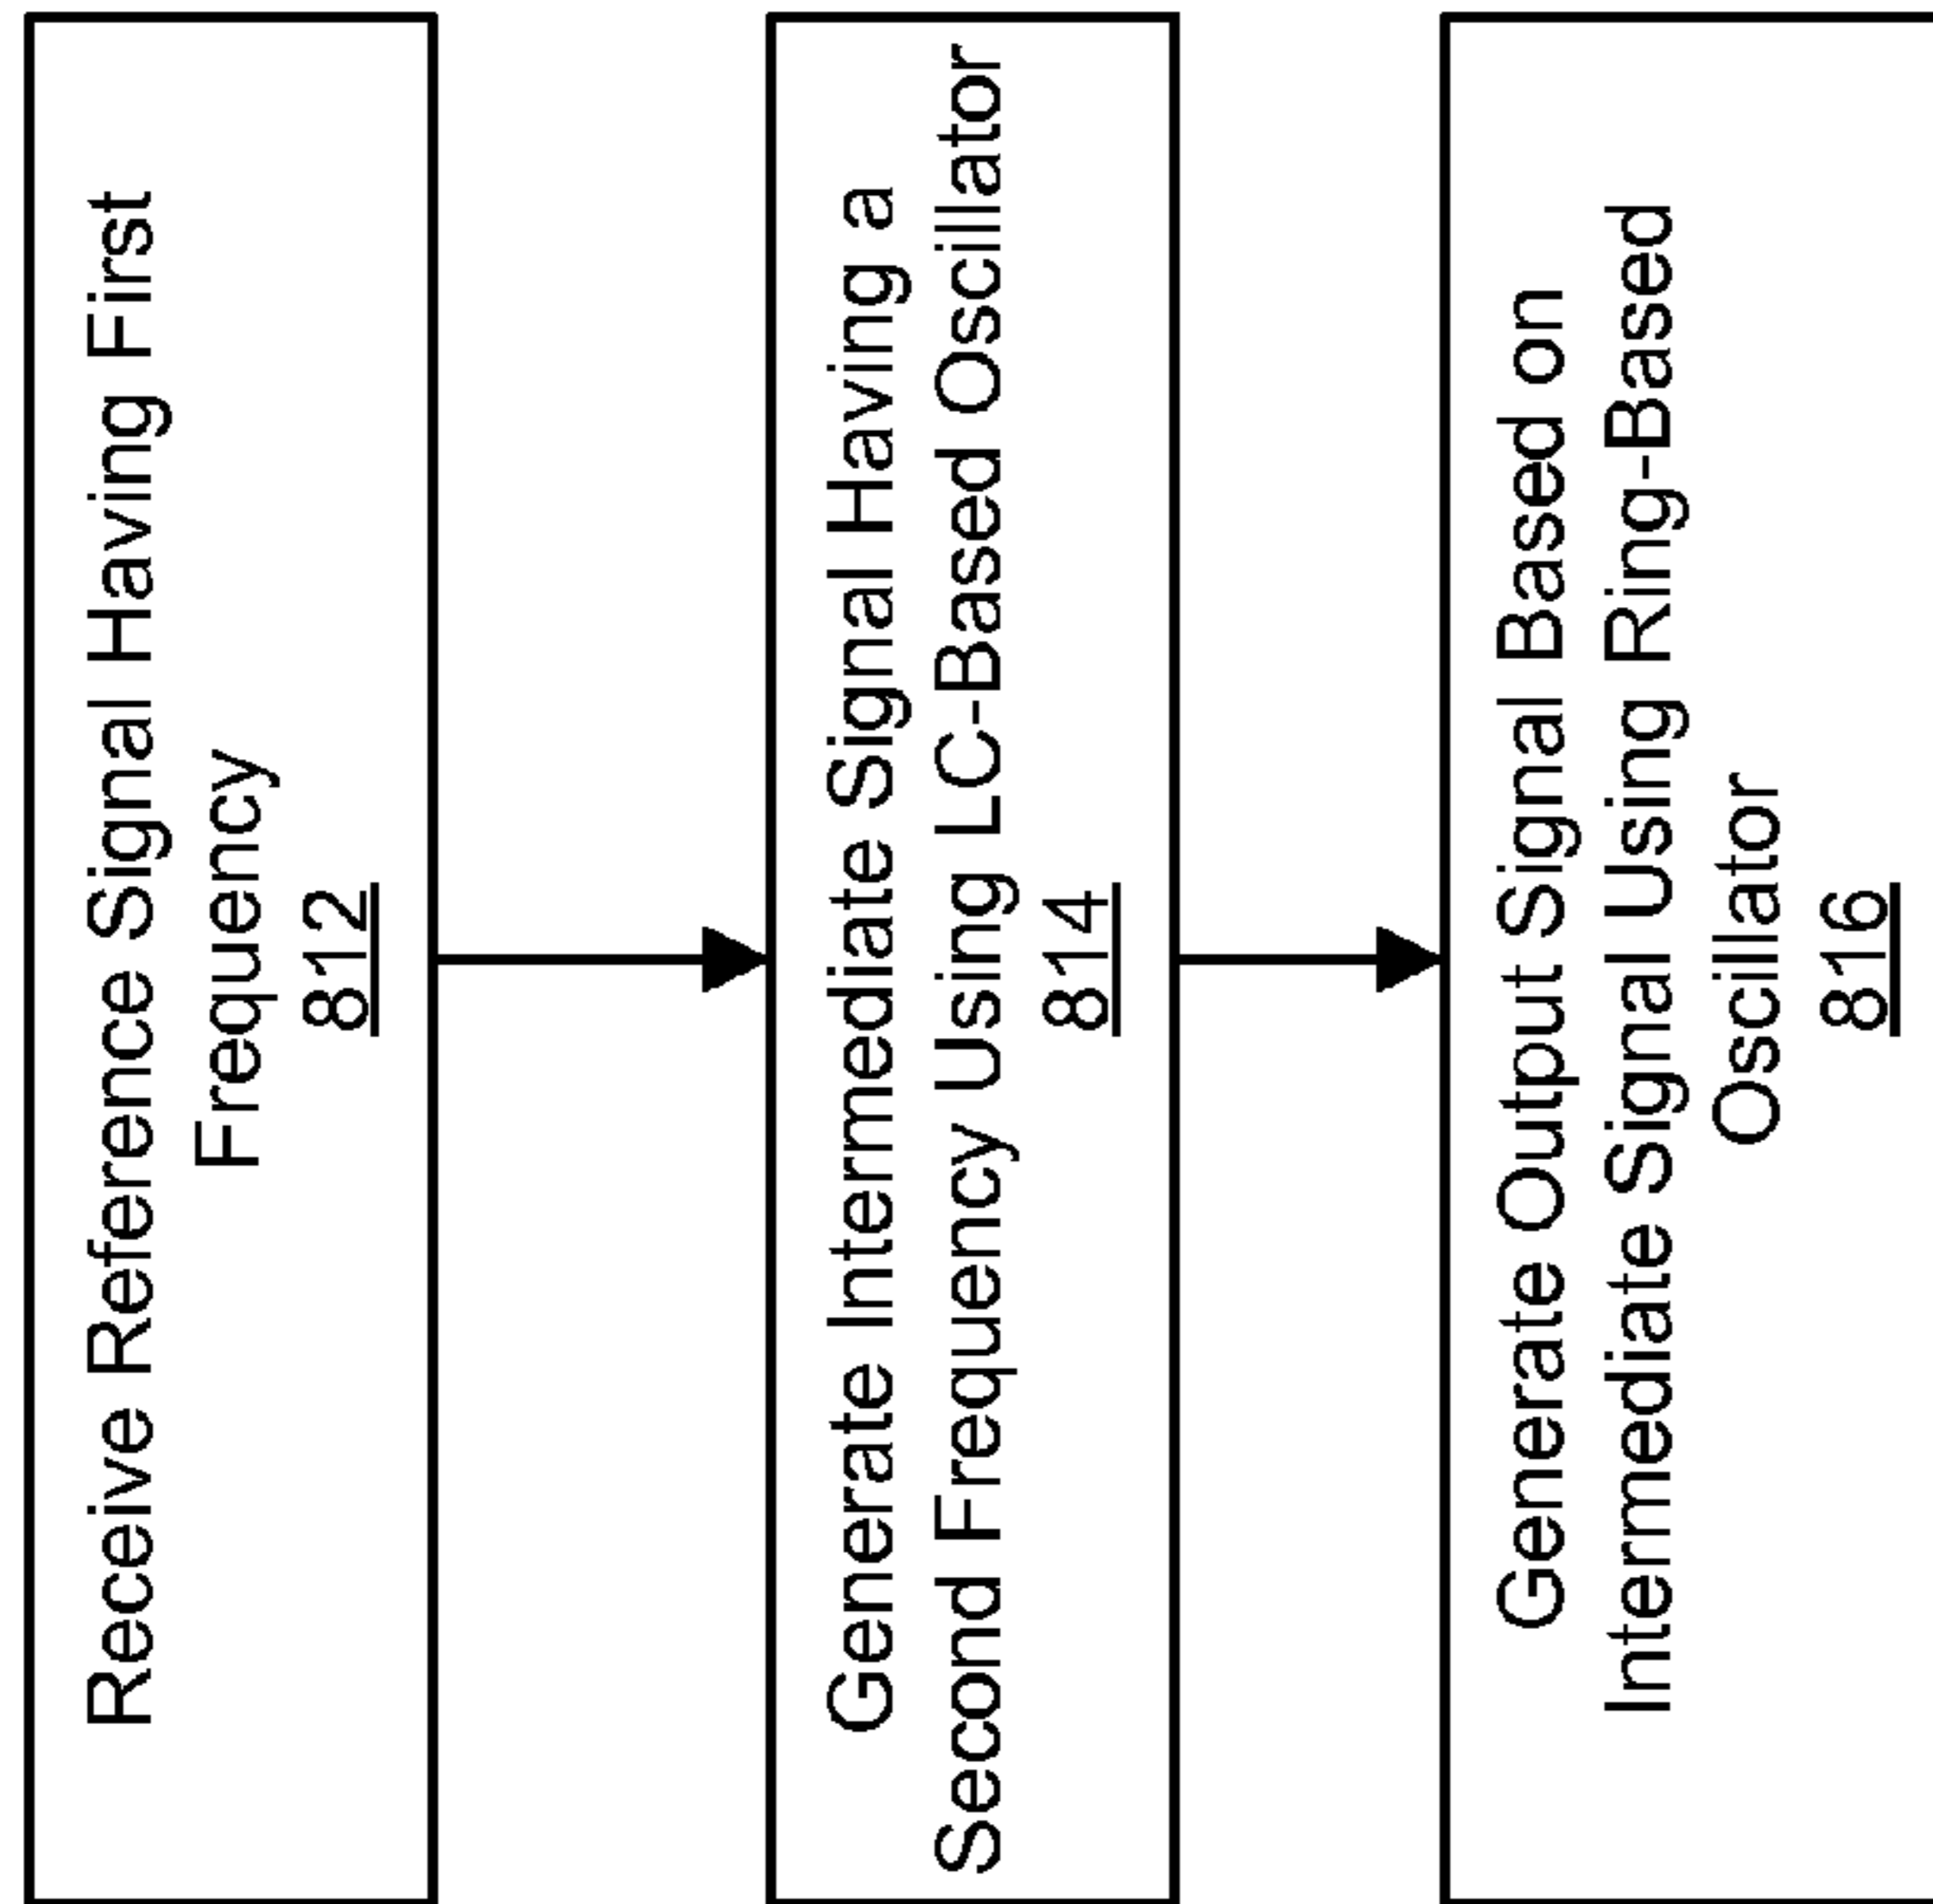 Receive Reference Signal Having First
Frequency
812
Generate Intermediate Signal Having a
Second Frequency Using LC-Based Oscillator
814
Generate Output Signal Based on
Intermediate Signal Using Ring-Based
Oscillator
816